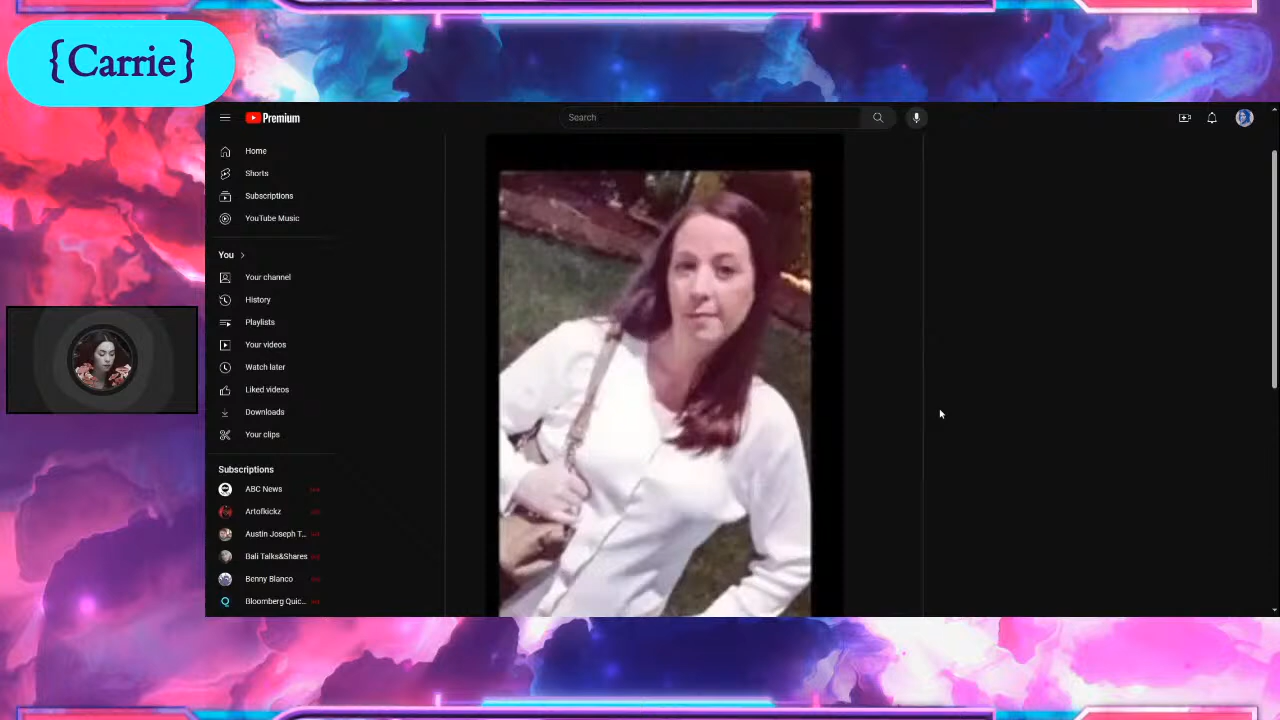 {Carrie}
Premium
Search
Home
Shorts
Subscriptions
YouTube Music
You
Your channel
History
Playlists
Your videos
Watch later
Liked videos
Downloads
Your clips
Subscriptions
ABC News
Artofkickz
Austin Joseph T...
Bali Talks&Shares
Benny Blanco
Bloomberg Quic...